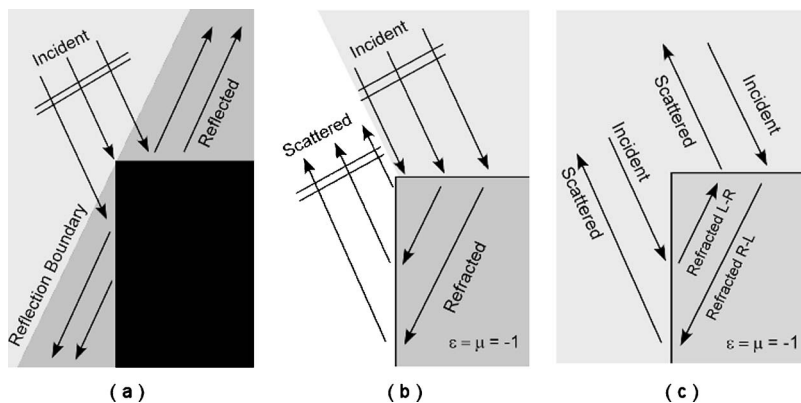 Incident
Reflected
Reflection Boundary
(a)
Incident
Scattered
Refracted
ε = μ = -1
(b)
Scattered
Incident
Incident
Scattered
Refracted L-R
Refracted R-L
ε = μ = -1
(c)